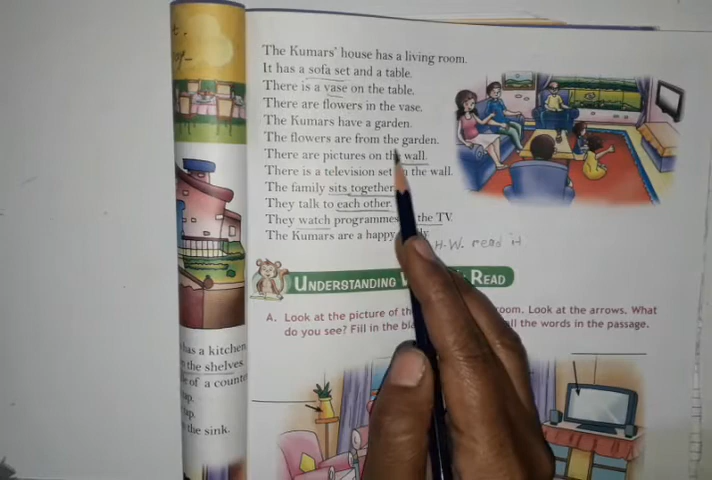 The Kumars' house has a living room.
It has a sofa set and a table.
There is a vase on the table.
There are flowers in the vase.
The Kumars have a garden.
The flowers are from the garden.
There are pictures on the wall.
There is a television set in the wall.
The family sits together
They talk to each other.
They watch programmes the TV.
The Kumars are a happy
H.W. read it
UNDERSTANDING READ
A. Look at the picture of th room. Look at the arrows. What
do you see? Fill in the bla all the words in the passage.
has a kitchen
the shelves.
of a counte
tap.
tap.
the sink.